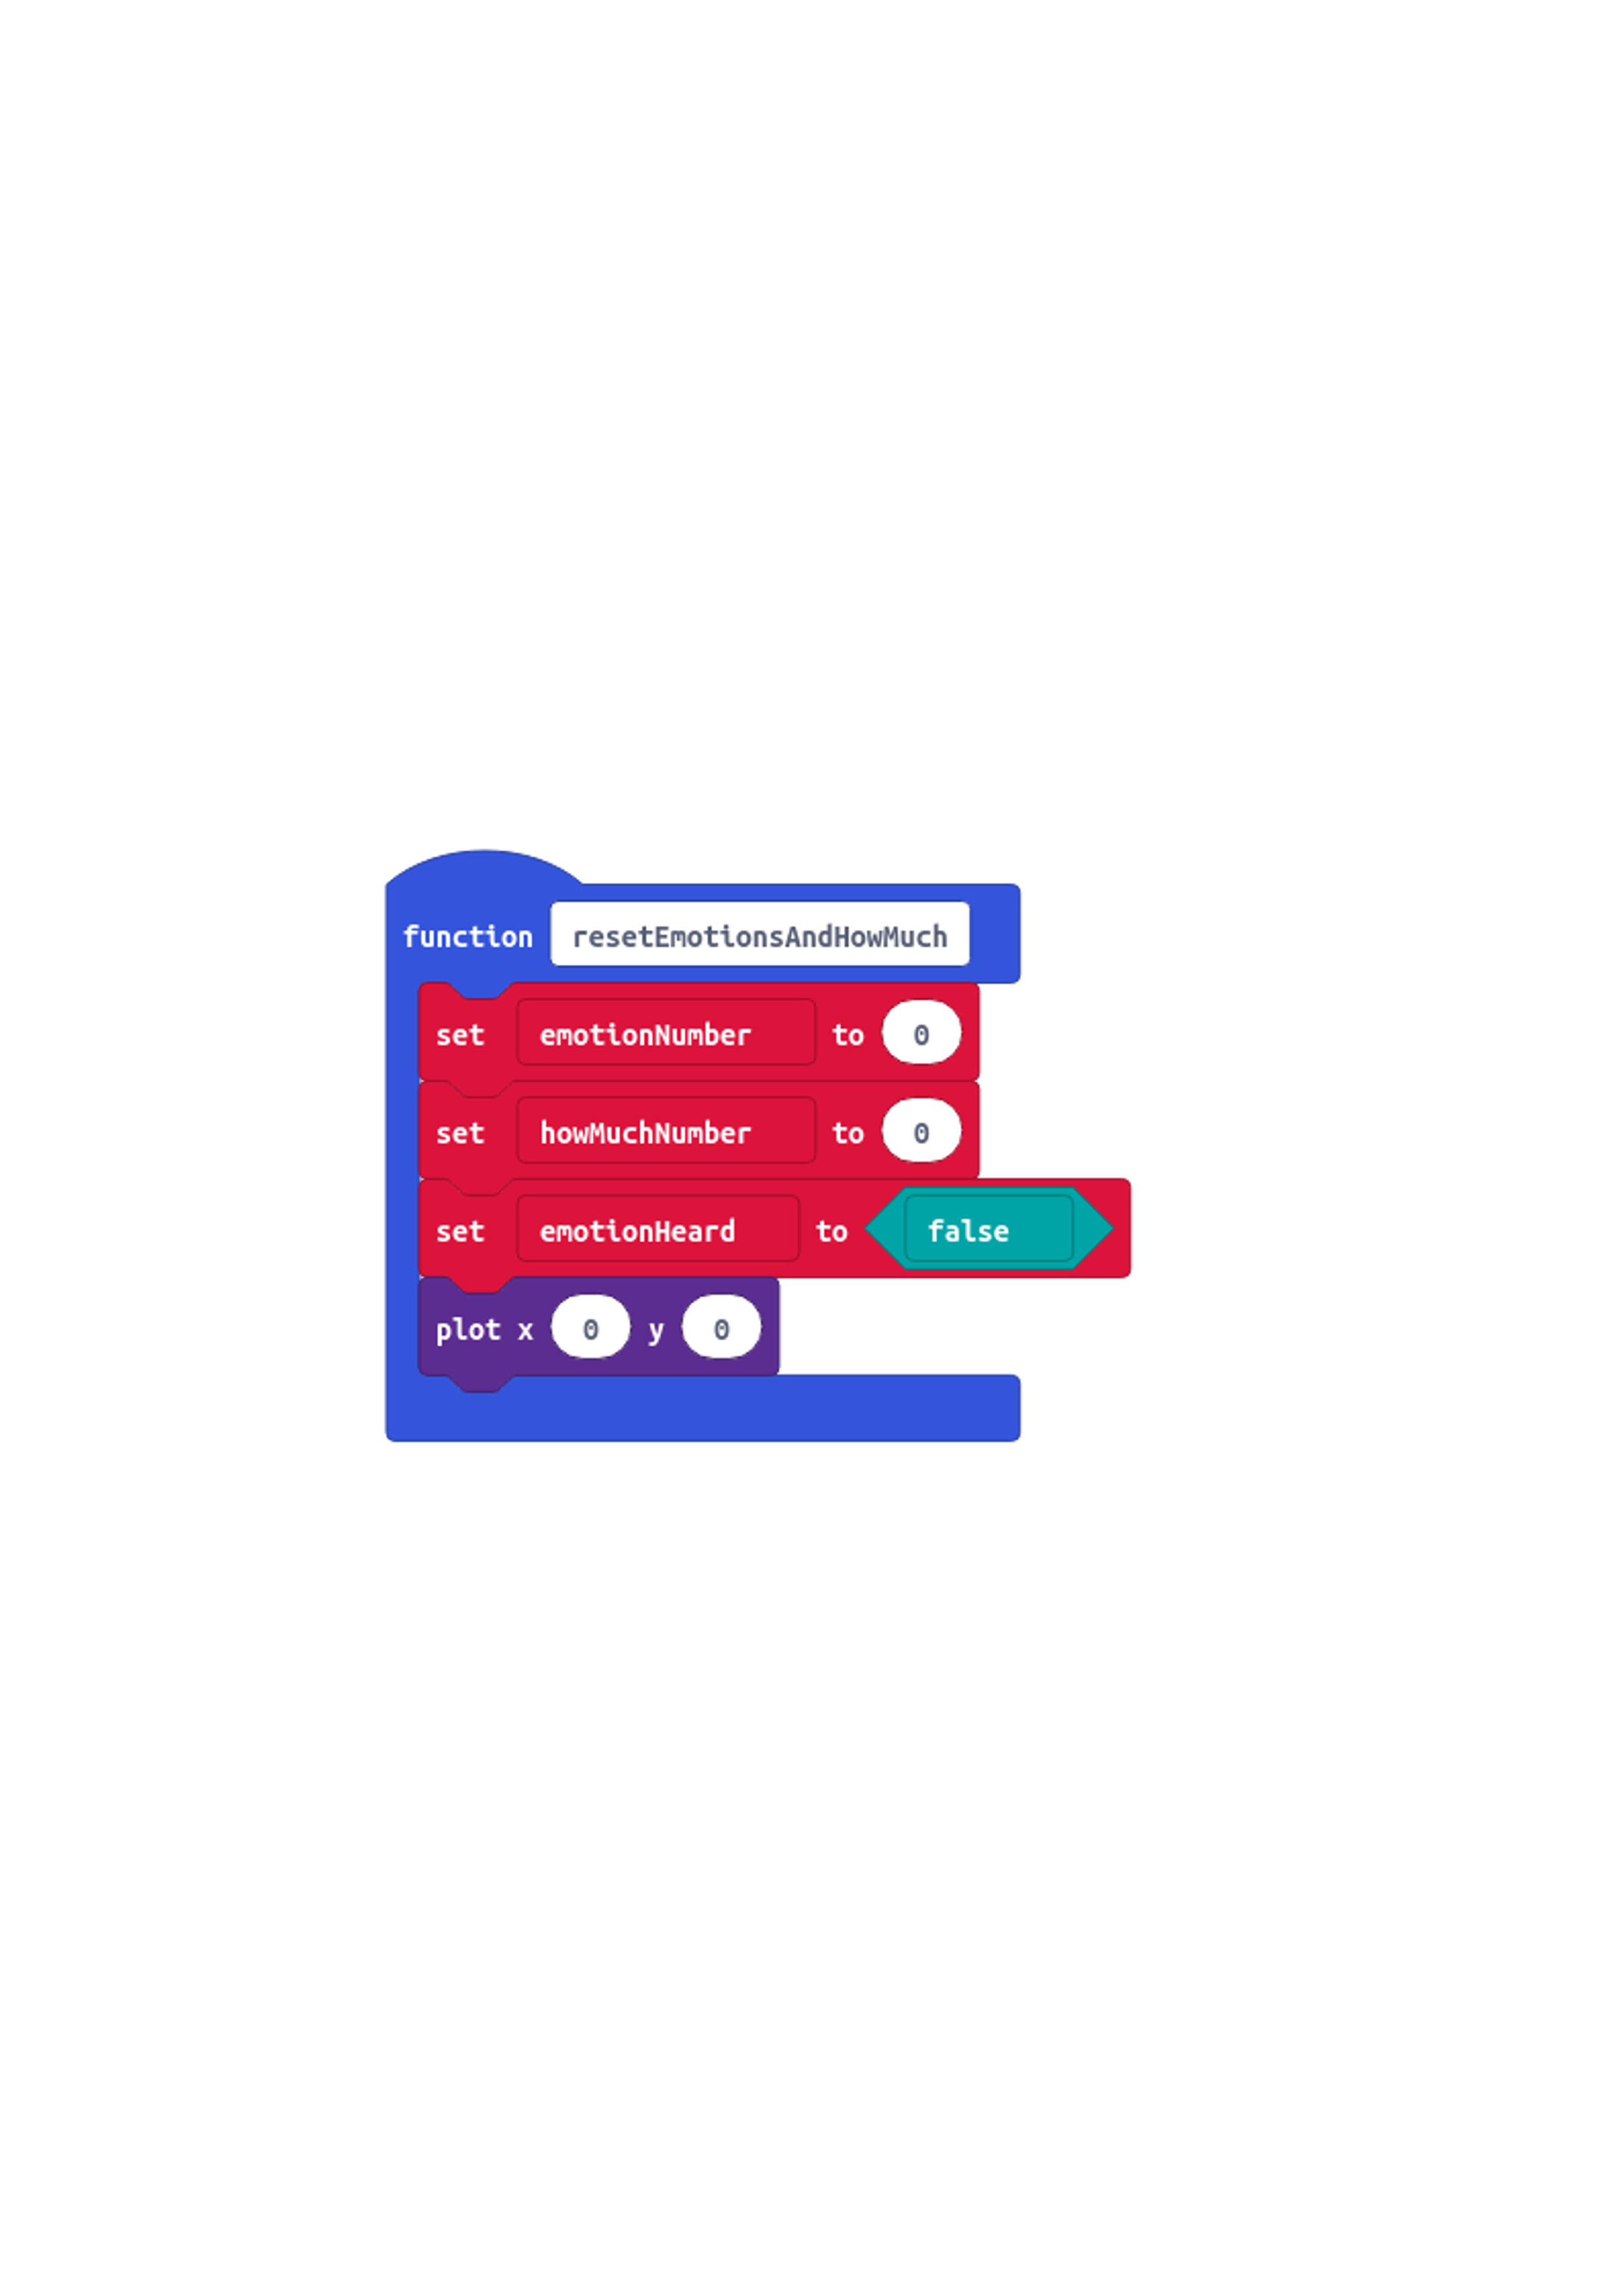 function resetEmotionsAndHowMuch
set emotionNumber to 0
set howMuchNumber to 0
set emotionHeard to false
plot x 0 y 0